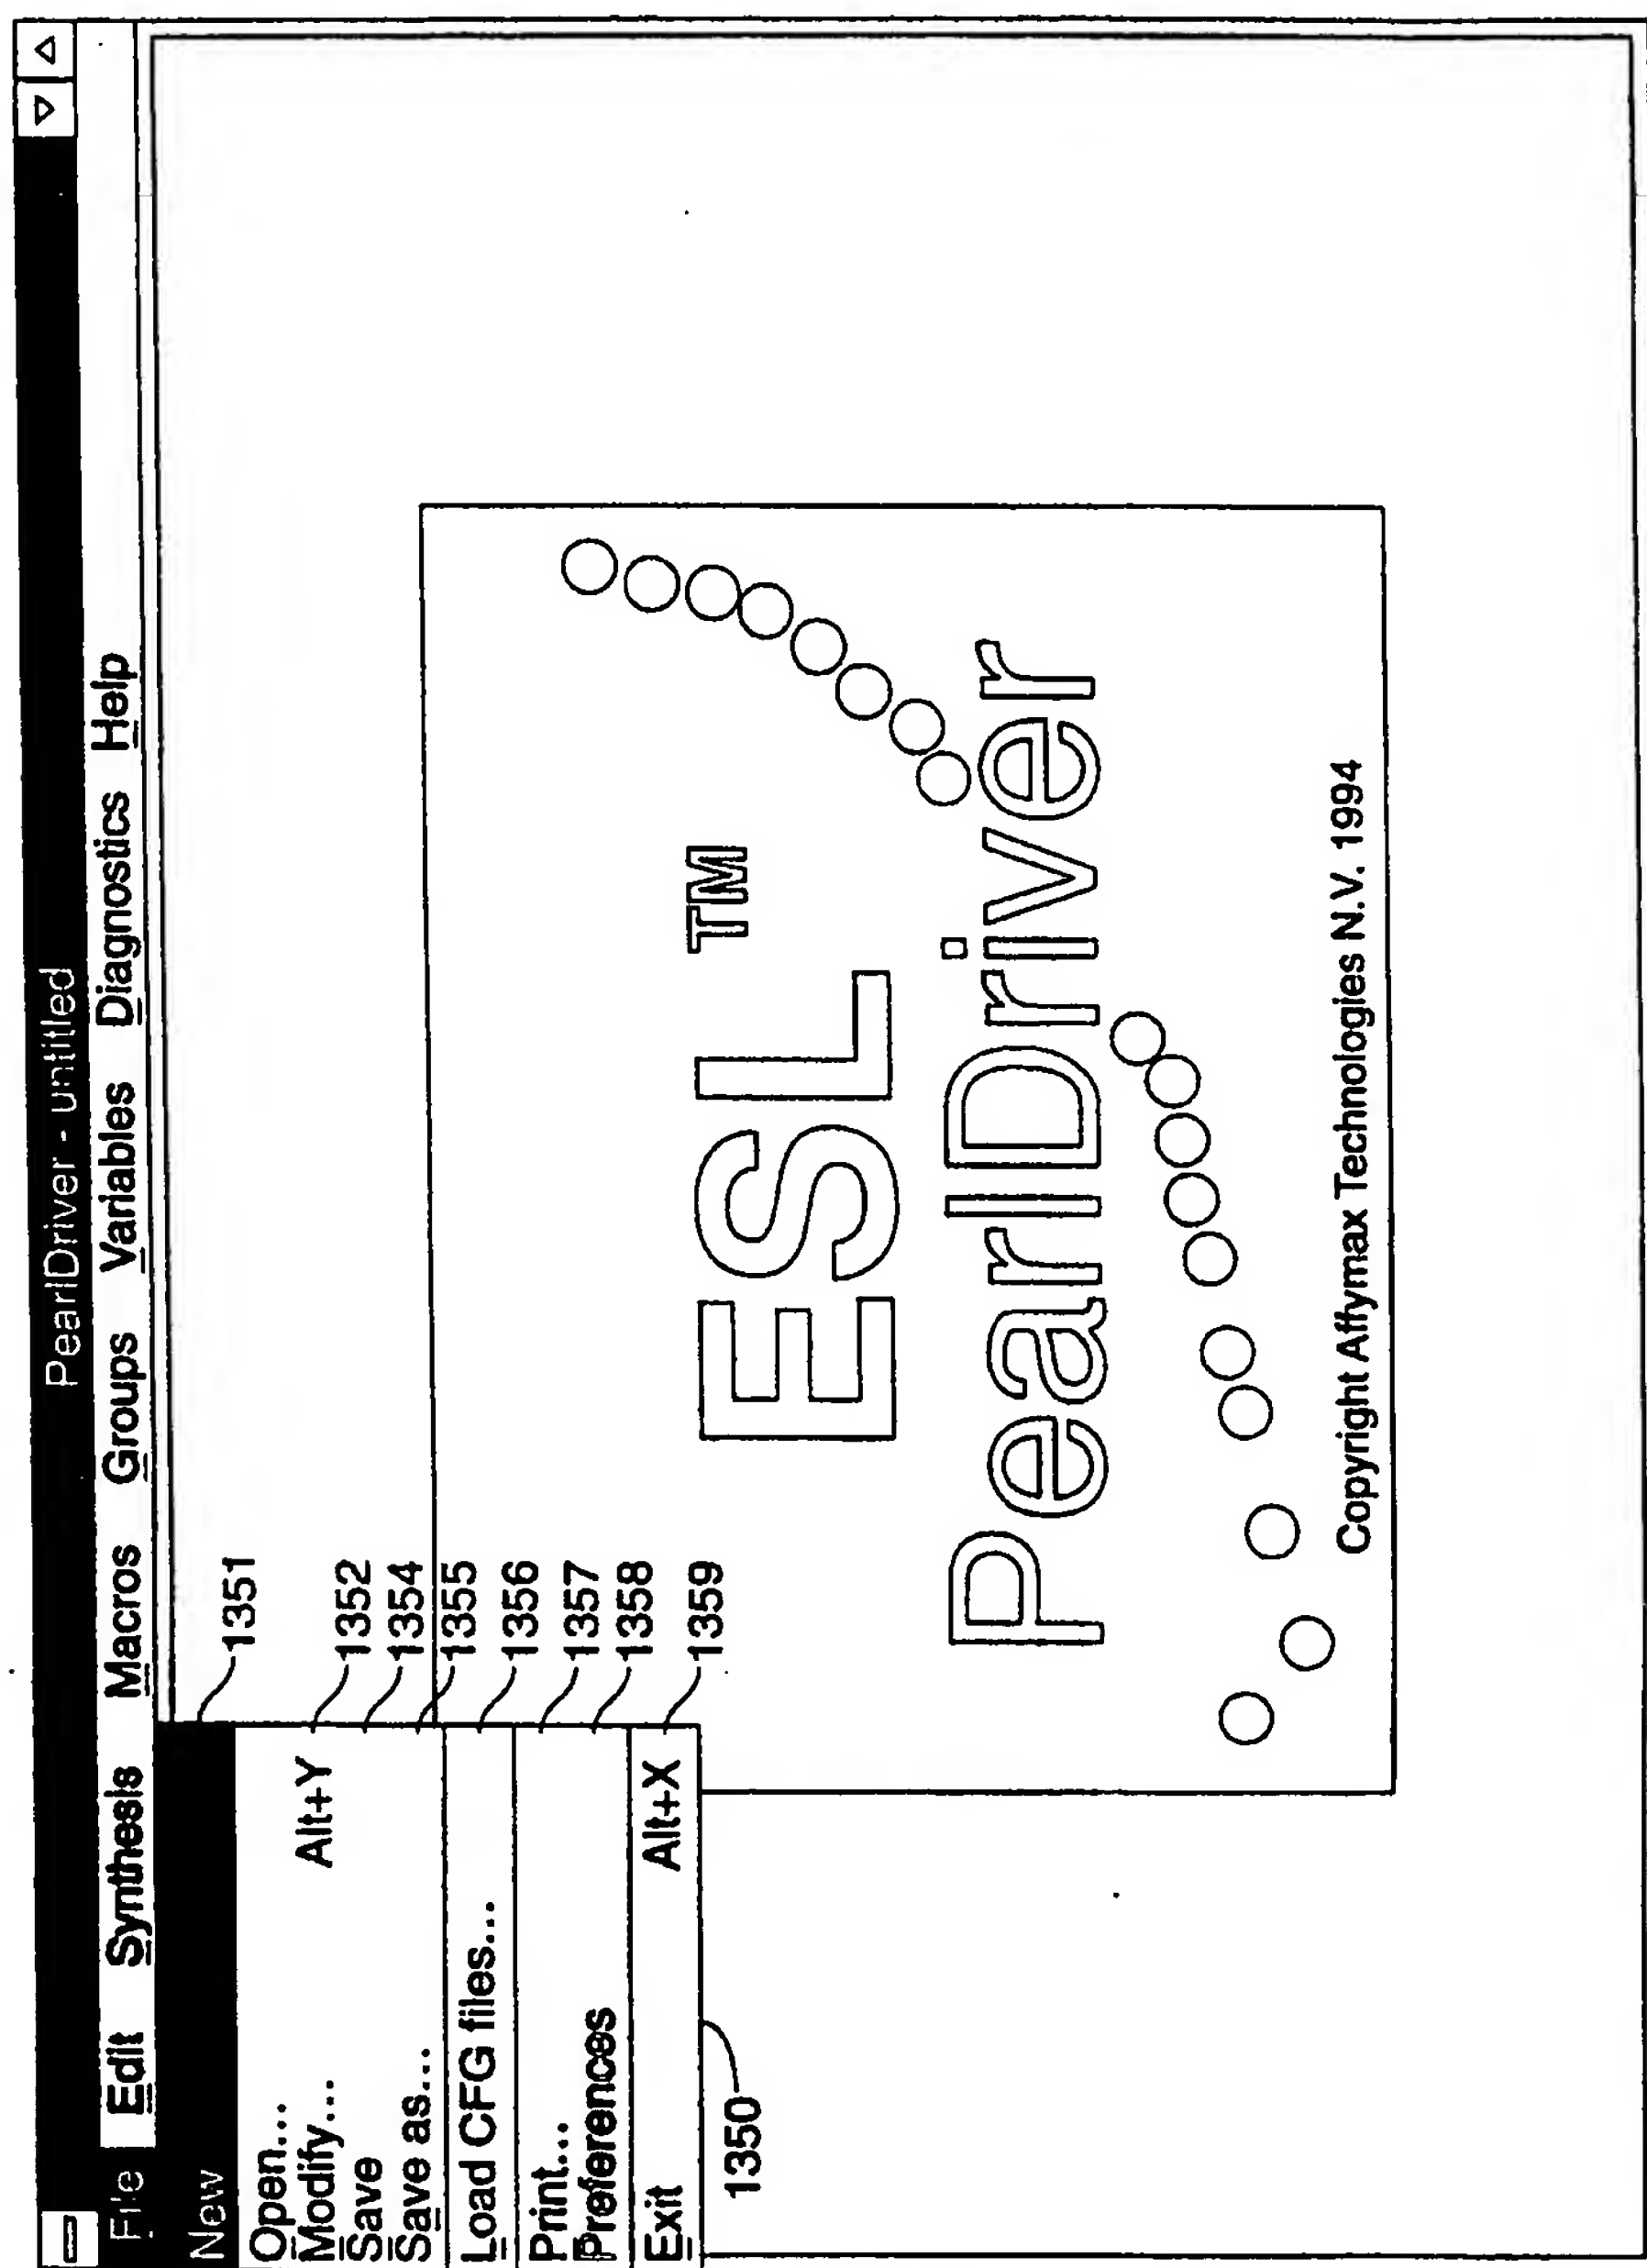 PearlDriver - untitled
File Edit Synthesis Macros Groups Variables Diagnostics Help
New
1351
Open...
Modify... Alt+Y
1352
Save
1354
Save as...
1355
Load CFG files...
1356
Print...
1357
Preferences
1358
Exit Alt+X
1359
1350
ESL™
PearlDriver
Copyright Affymax Technologies N.V. 1994